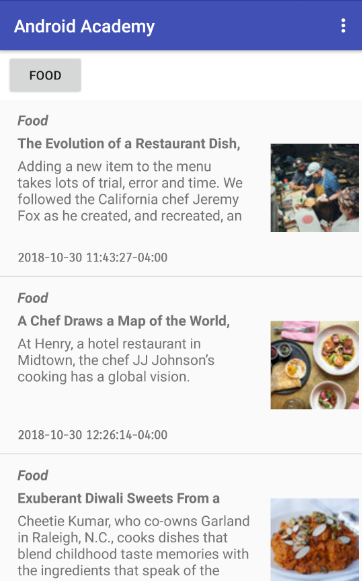 Android Academy
FOOD
Food
The Evolution of a Restaurant Dish,
Adding a new item to the menu
takes lots of trial, error and time. We
followed the California chef Jeremy
Fox as he created, and recreated, an
2018-10-30 11:43:27-04:00
Food
A Chef Draws a Map of the World,
At Henry, a hotel restaurant in
Midtown, the chef JJ Johnson’s
cooking has a global vision.
2018-10-30 12:26:14-04:00
Food
Exuberant Diwali Sweets From a
Cheetie Kumar, who co-owns Garland
in Raleigh, N.C., cooks dishes that
blend childhood taste memories with
the ingredients that speak of the